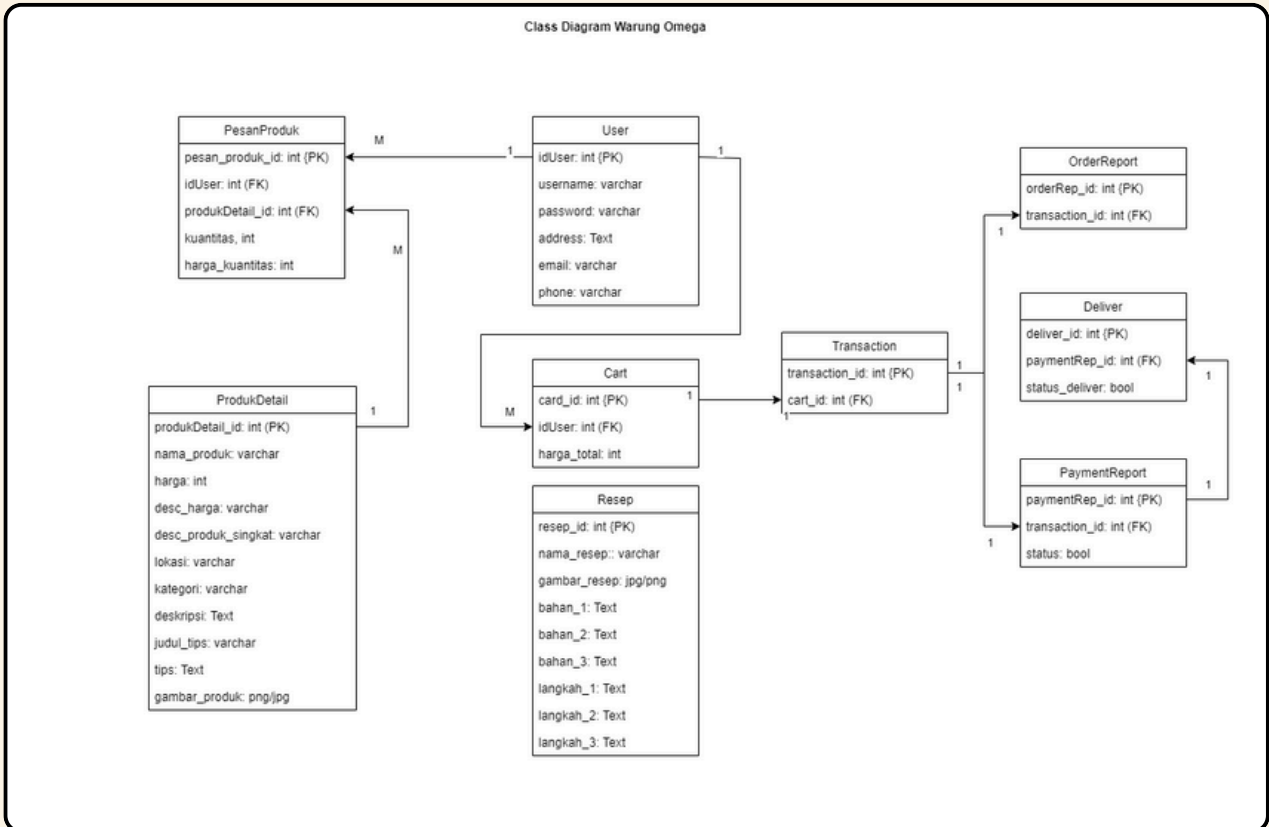 Class Diagram Warung Omega
PesanProduk
pesan_produk_id: int {PK)
idUser: int (FK)
produkDetail_id: int (FK)
kuantitas, int
harga_kuantitas: int
M
1
User
idUser: int {PK)
username: varchar
password: varchar
address: Text
email: varchar
phone: varchar
1
M
ProdukDetail
produkDetail_id: int (PK)
nama_produk: varchar
harga: int
desc_harga: varchar
desc_produk_singkat: varchar
lokasi: varchar
kategori: varchar
deskripsi: Text
judul_tips: varchar
tips: Text
gambar_produk: png/jpg
1
M
Cart
card_id: int {PK)
idUser: int (FK)
harga_total: int
1
1
Resep
resep_id: int {PK)
nama_resep:: varchar
gambar_resep: jpg/png
bahan_1: Text
bahan_2: Text
bahan_3: Text
langkah_1: Text
langkah_2: Text
langkah_3: Text
Transaction
transaction_id: int {PK)
cart_id: int (FK)
1
1
OrderReport
orderRep_id: int {PK)
transaction_id: int (FK)
1
Deliver
deliver_id: int {PK)
paymentRep_id: int (FK)
status_deliver: bool
1
PaymentReport
paymentRep_id: int {PK)
transaction_id: int (FK)
status: bool
1
1